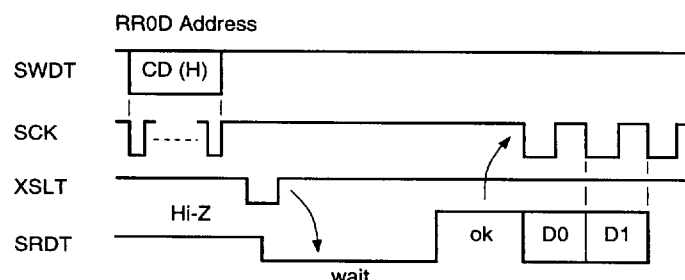 RR0D Address
SWDT
CD (H)
SCK
XSLT
Hi-Z
SRDT
ok
D0
D1
wait